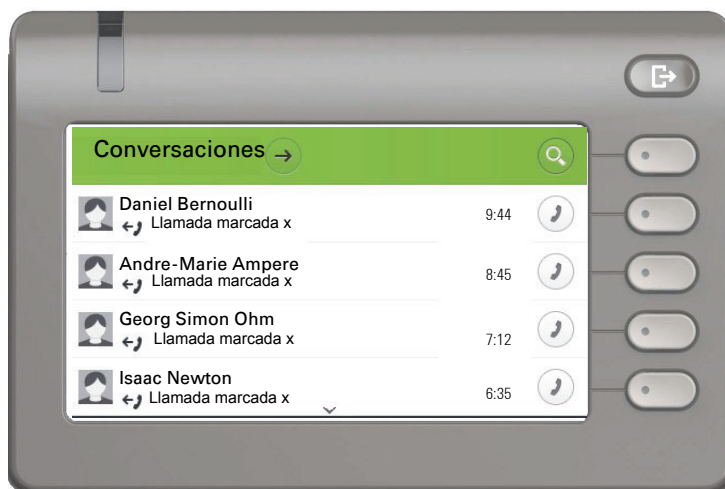 Conversaciones
Daniel Bernoulli
Llamada marcada x 9:44
Andre-Marie Ampere
Llamada marcada x 8:45
Georg Simon Ohm
Llamada marcada x 7:12
Isaac Newton
Llamada marcada x 6:35